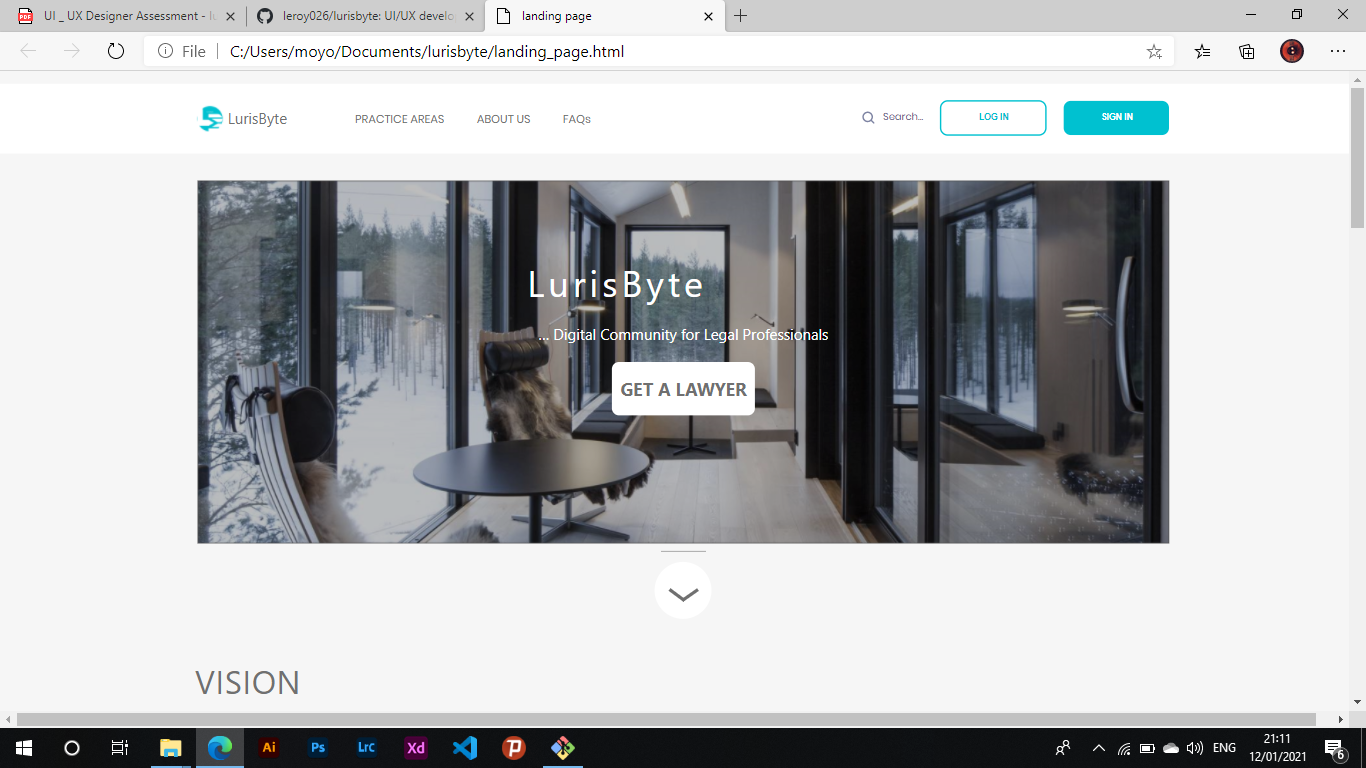 UI _ UX Designer Assessment - lu
leroy026/lurisbyte: UI/UX develo
landing page
File
C:/Users/moyo/Documents/lurisbyte/landing_page.html
LurisByte
PRACTICE AREAS
ABOUT US
FAQs
Search...
LOG IN
SIGN IN
LurisByte
... Digital Community for Legal Professionals
GET A LAWYER
VISION
Ai
Ps
Lrc
Xd
ENG
21:11
12/01/2021
6